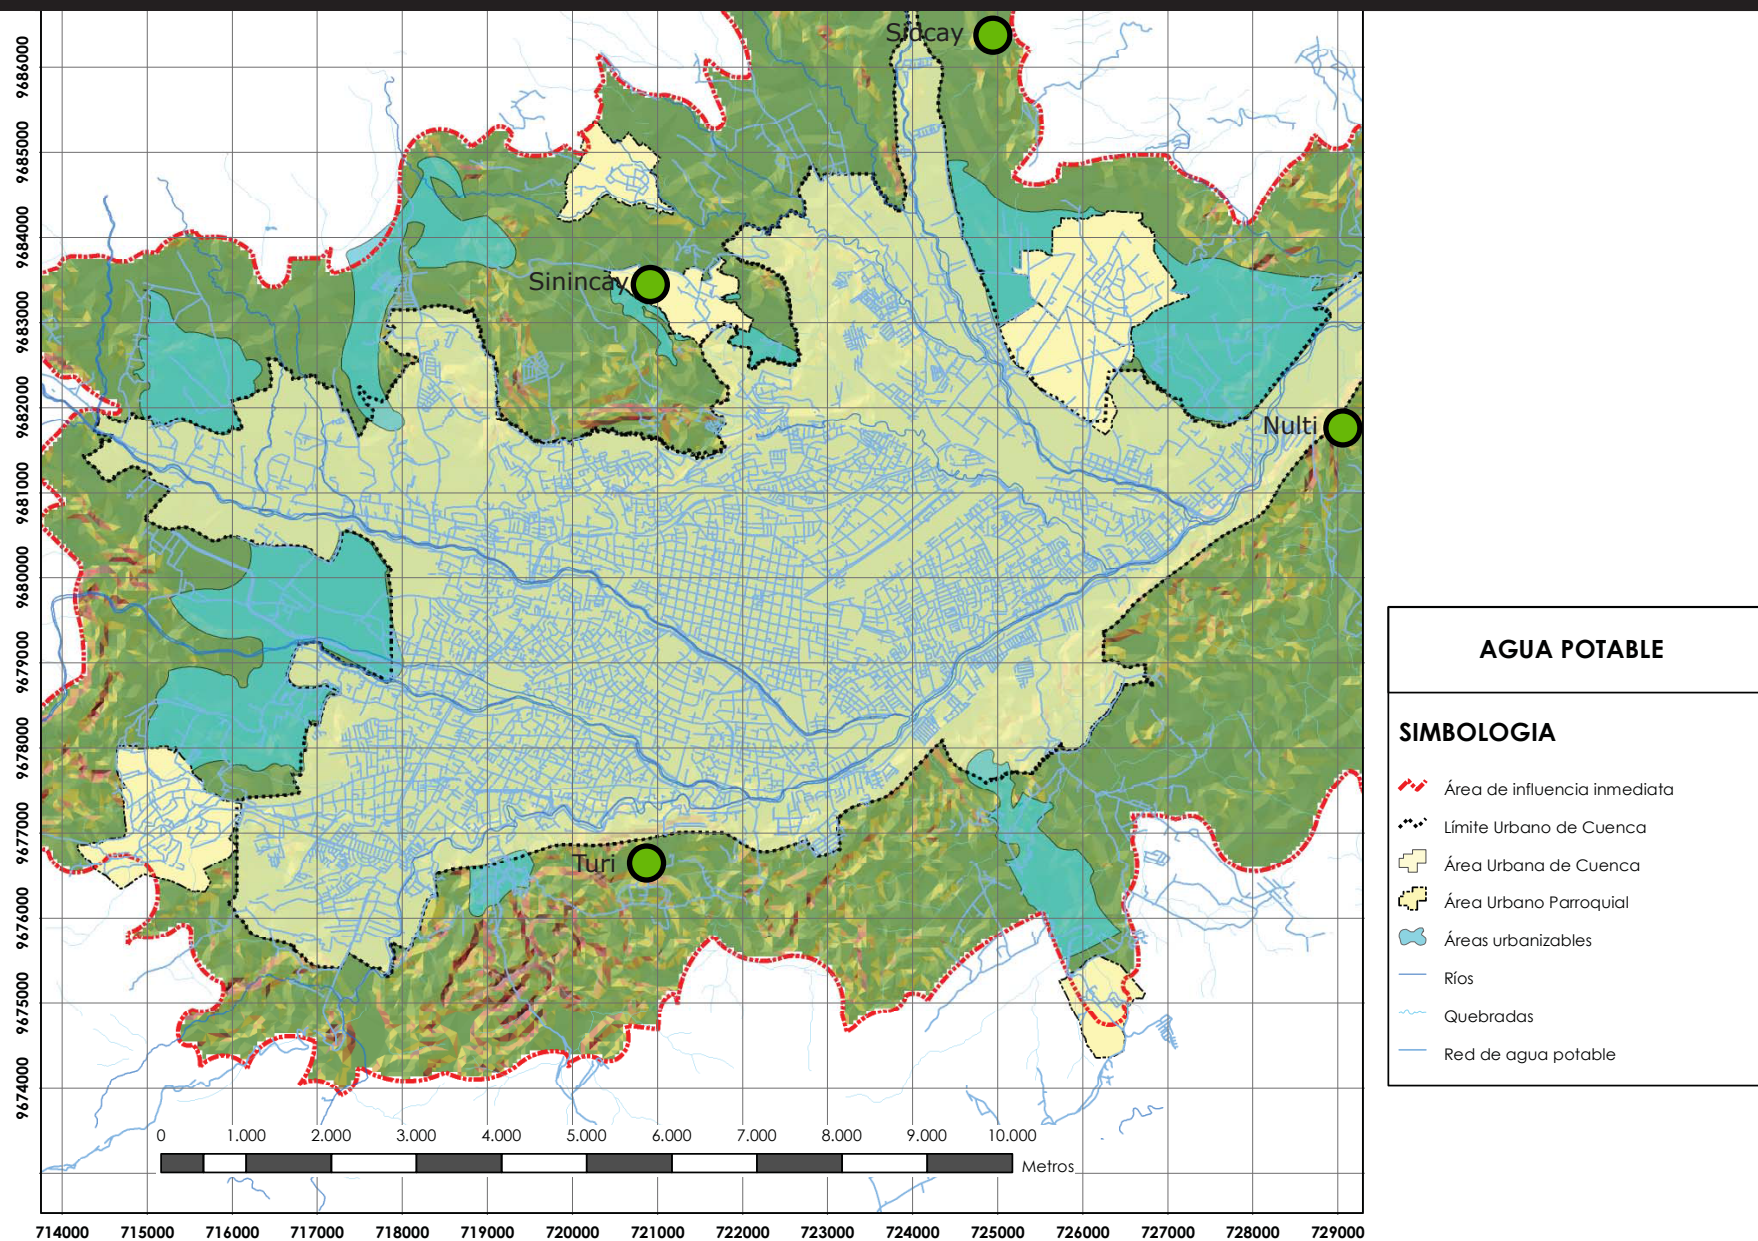 Sidcay
Sinincay
Nulti
Turi
9686000
9685000
9684000
9683000
9682000
9681000
9680000
9679000
9678000
9677000
9676000
9675000
9674000
0 1.000 2.000 3.000 4.000 5.000 6.000 7.000 8.000 9.000 10.000
Metros
714000 715000 716000 717000 718000 719000 720000 721000 722000 723000 724000 725000 726000 727000 728000 729000
AGUA POTABLE
SIMBOLOGIA
Área de influencia inmediata
Límite Urbano de Cuenca
Área Urbana de Cuenca
Área Urbano Parroquial
Áreas urbanizables
Ríos
Quebradas
Red de agua potable